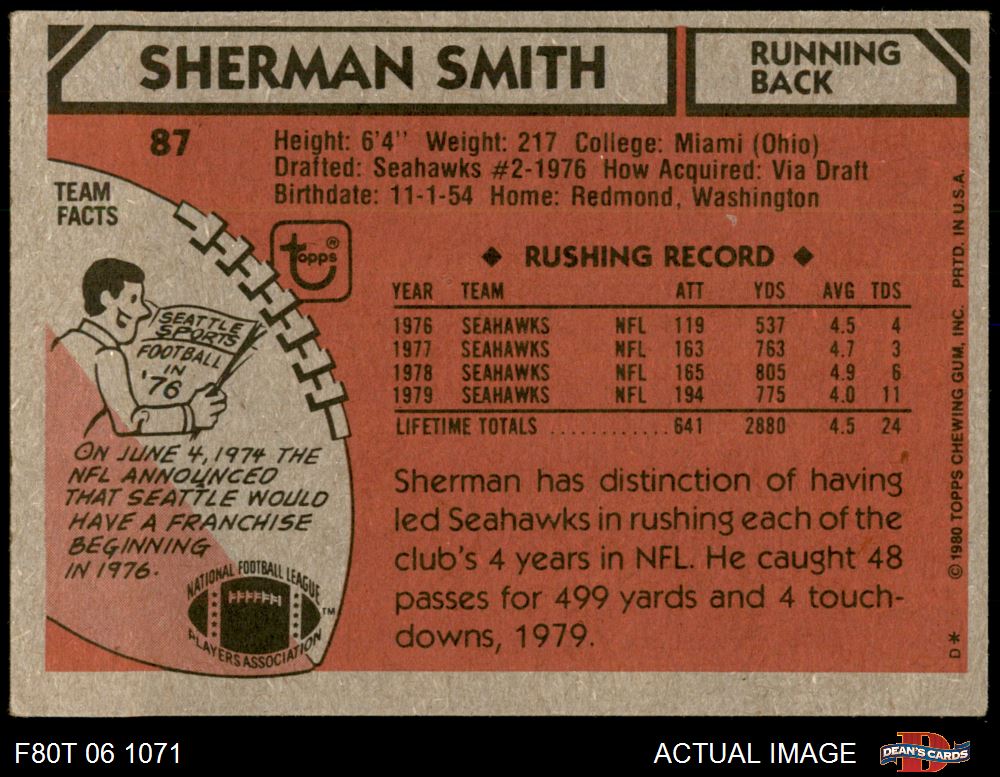 SHERMAN SMITH
RUNNING
BACK
87
Height: 6'4" Weight: 217 College: Miami (Ohio)
Drafted: Seahawks #2-1976 How Acquired: Via Draft
Birthdate: 11-1-54 Home: Redmond, Washington
TEAM
FACTS
topps®
SEATTLE
SPORTS
FOOTBALL
IN
'76
ON JUNE 4, 1974 THE
NFL ANNOUNCED
THAT SEATTLE WOULD
HAVE A FRANCHISE
BEGINNING
IN 1976.
NATIONAL FOOTBALL LEAGUE
PLAYERS ASSOCIATION
TM
◆ RUSHING RECORD ◆
YEAR TEAM ATT YDS AVG TDS
1976 SEAHAWKS NFL 119 537 4.5 4
1977 SEAHAWKS NFL 163 763 4.7 3
1978 SEAHAWKS NFL 165 805 4.9 6
1979 SEAHAWKS NFL 194 775 4.0 11
LIFETIME TOTALS ............ 641 2880 4.5 24
Sherman has distinction of having
led Seahawks in rushing each of the
club's 4 years in NFL. He caught 48
passes for 499 yards and 4 touch-
downs, 1979.
D* © 1980 TOPPS CHEWING GUM, INC. PRTD. IN U.S.A.
F80T 06 1071
ACTUAL IMAGE
DEAN'S CARDS